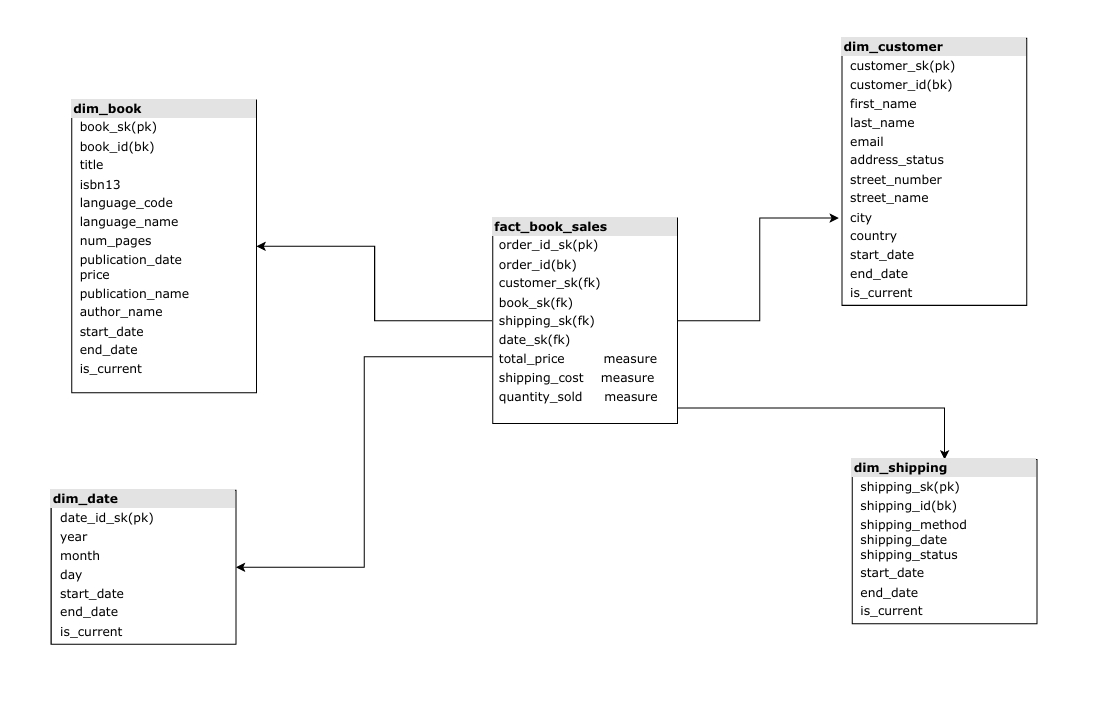 dim_customer
customer_sk(pk)
customer_id(bk)
first_name
last_name
email
address_status
street_number
street_name
city
country
start_date
end_date
is_current
dim_book
book_sk(pk)
book_id(bk)
title
isbn13
language_code
language_name
num_pages
publication_date
price
publication_name
author_name
start_date
end_date
is_current
fact_book_sales
order_id_sk(pk)
order_id(bk)
customer_sk(fk)
book_sk(fk)
shipping_sk(fk)
date_sk(fk)
total_price measure
shipping_cost measure
quantity_sold measure
dim_date
date_id_sk(pk)
year
month
day
start_date
end_date
is_current
dim_shipping
shipping_sk(pk)
shipping_id(bk)
shipping_method
shipping_date
shipping_status
start_date
end_date
is_current